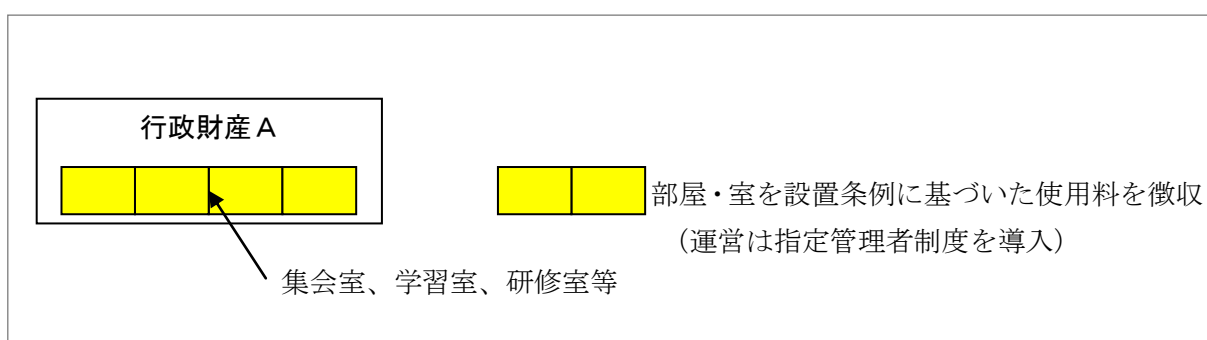 行政財産Ａ
部屋・室を設置条例に基づいた使用料を徴収
（運営は指定管理者制度を導入）
集会室、学習室、研修室等